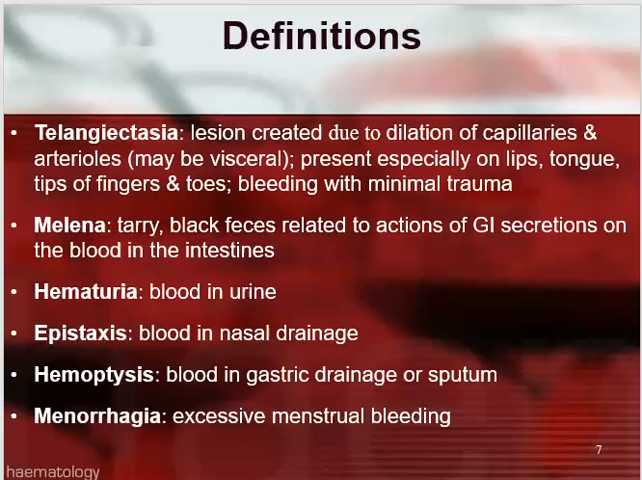 Definitions
• Telangiectasia: lesion created due to dilation of capillaries &
arterioles (may be visceral); present especially on lips, tongue,
tips of fingers & toes; bleeding with minimal trauma
• Melena: tarry, black feces related to actions of GI secretions on
the blood in the intestines
• Hematuria: blood in urine
• Epistaxis: blood in nasal drainage
• Hemoptysis: blood in gastric drainage or sputum
• Menorrhagia: excessive menstrual bleeding
7
haematology